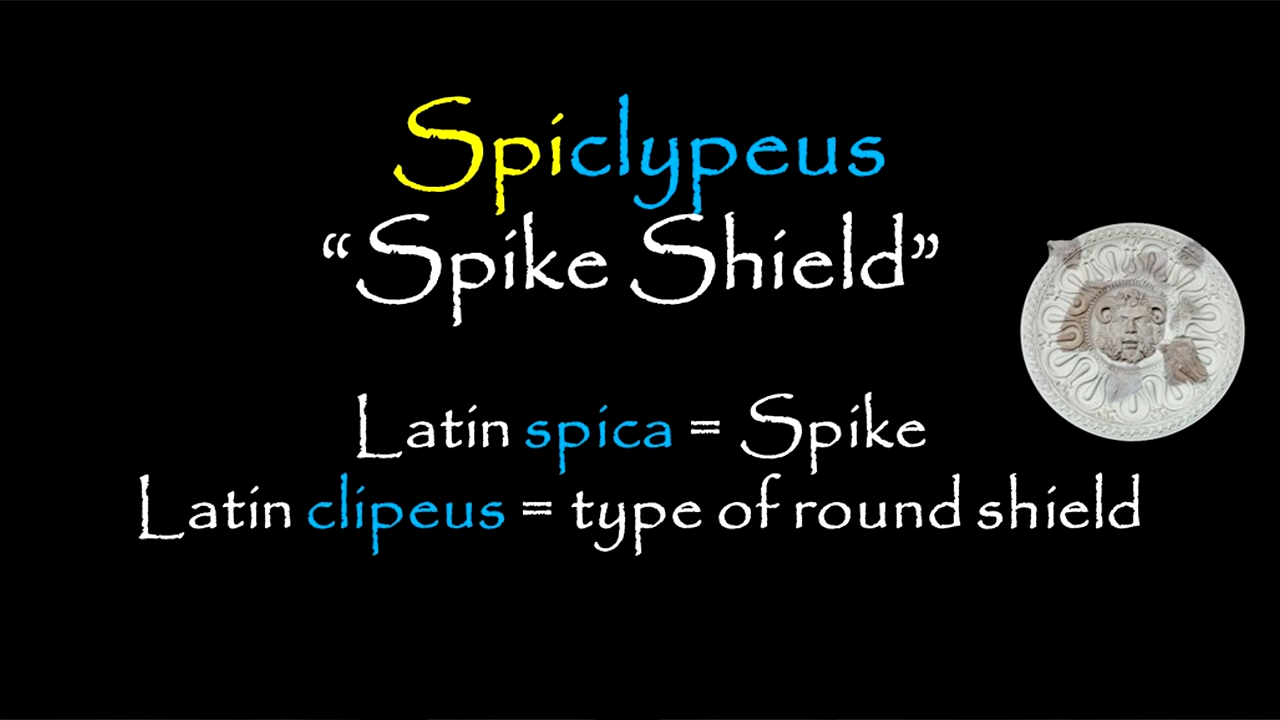 Spiclypeus
“Spike Shield”
Latin spica = Spike
Latin clipeus = type of round shield